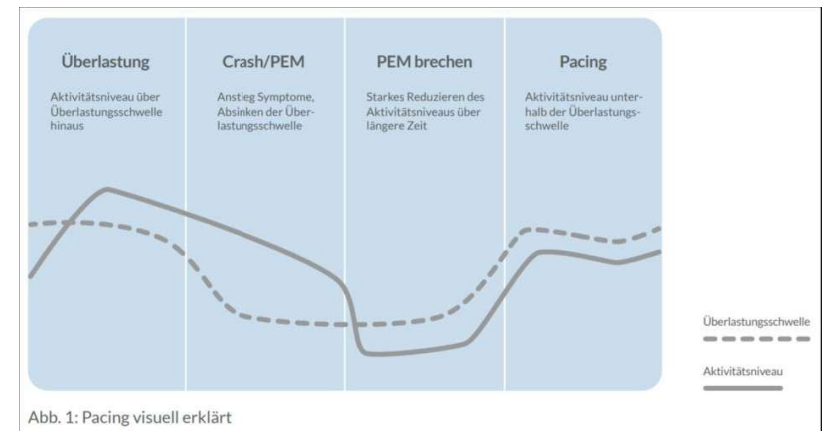 Überlastung
Aktivitätsniveau über
Überlastungsschwelle
hinaus
Crash/PEM
Anstieg Symptome,
Absinken der Über-
lastungsschwelle
PEM brechen
Starkes Reduzieren des
Aktivitätsniveaus über
längere Zeit
Pacing
Aktivitätsniveau unter-
halb der Überlastungs-
schwelle
Überlastungsschwelle
Aktivitätsniveau
Abb. 1: Pacing visuell erklärt